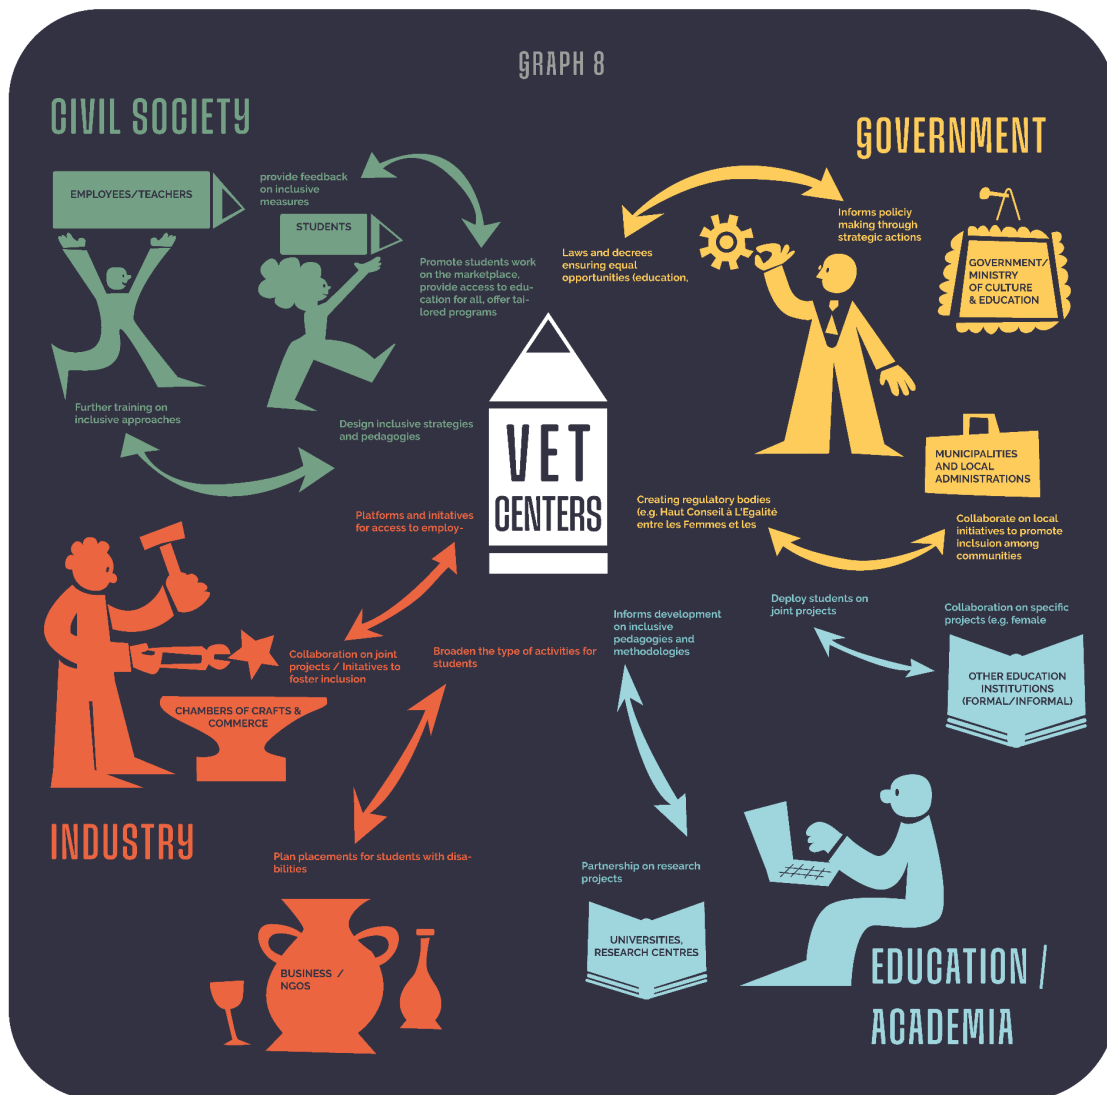 GRAPH 8
CIVIL SOCIETY
EMPLOYEES/TEACHERS
provide feedback
on inclusive
measures
STUDENTS
Promote students work
on the marketplace,
provide access to edu-
cation for all, offer tai-
lored programs
Further training on
inclusive approaches
Design inclusive strategies
and pedagogies
GOVERNMENT
Laws and decrees
ensuring equal
opportunities (education,
Informs policiy
making through
strategic actions
GOVERNMENT/
MINISTRY
OF CULTURE
& EDUCATION
MUNICIPALITIES
AND LOCAL
ADMINISTRATIONS
Creating regulatory bodies
(e.g. Haut Conseil à L'Egalité
entre les Femmes et les
Collaborate on local
initiatives to promote
inclsuion among
communities
VET
CENTERS
Platforms and initatives
for access to employ-
Collaboration on joint
projects / Initatives to
foster inclusion
CHAMBERS OF CRAFTS &
COMMERCE
Broaden the type of activities for
students
INDUSTRY
Plan placements for students with disa-
bilities
BUSINESS /
NGOS
Informs development
on inclusive
pedagogies and
methodologies
Deploy students on
joint projects
Collaboration on specific
projects (e.g. female
OTHER EDUCATION
INSTITUTIONS
(FORMAL/INFORMAL)
Partnership on research
projects
UNIVERSITIES,
RESEARCH CENTRES
EDUCATION /
ACADEMIA